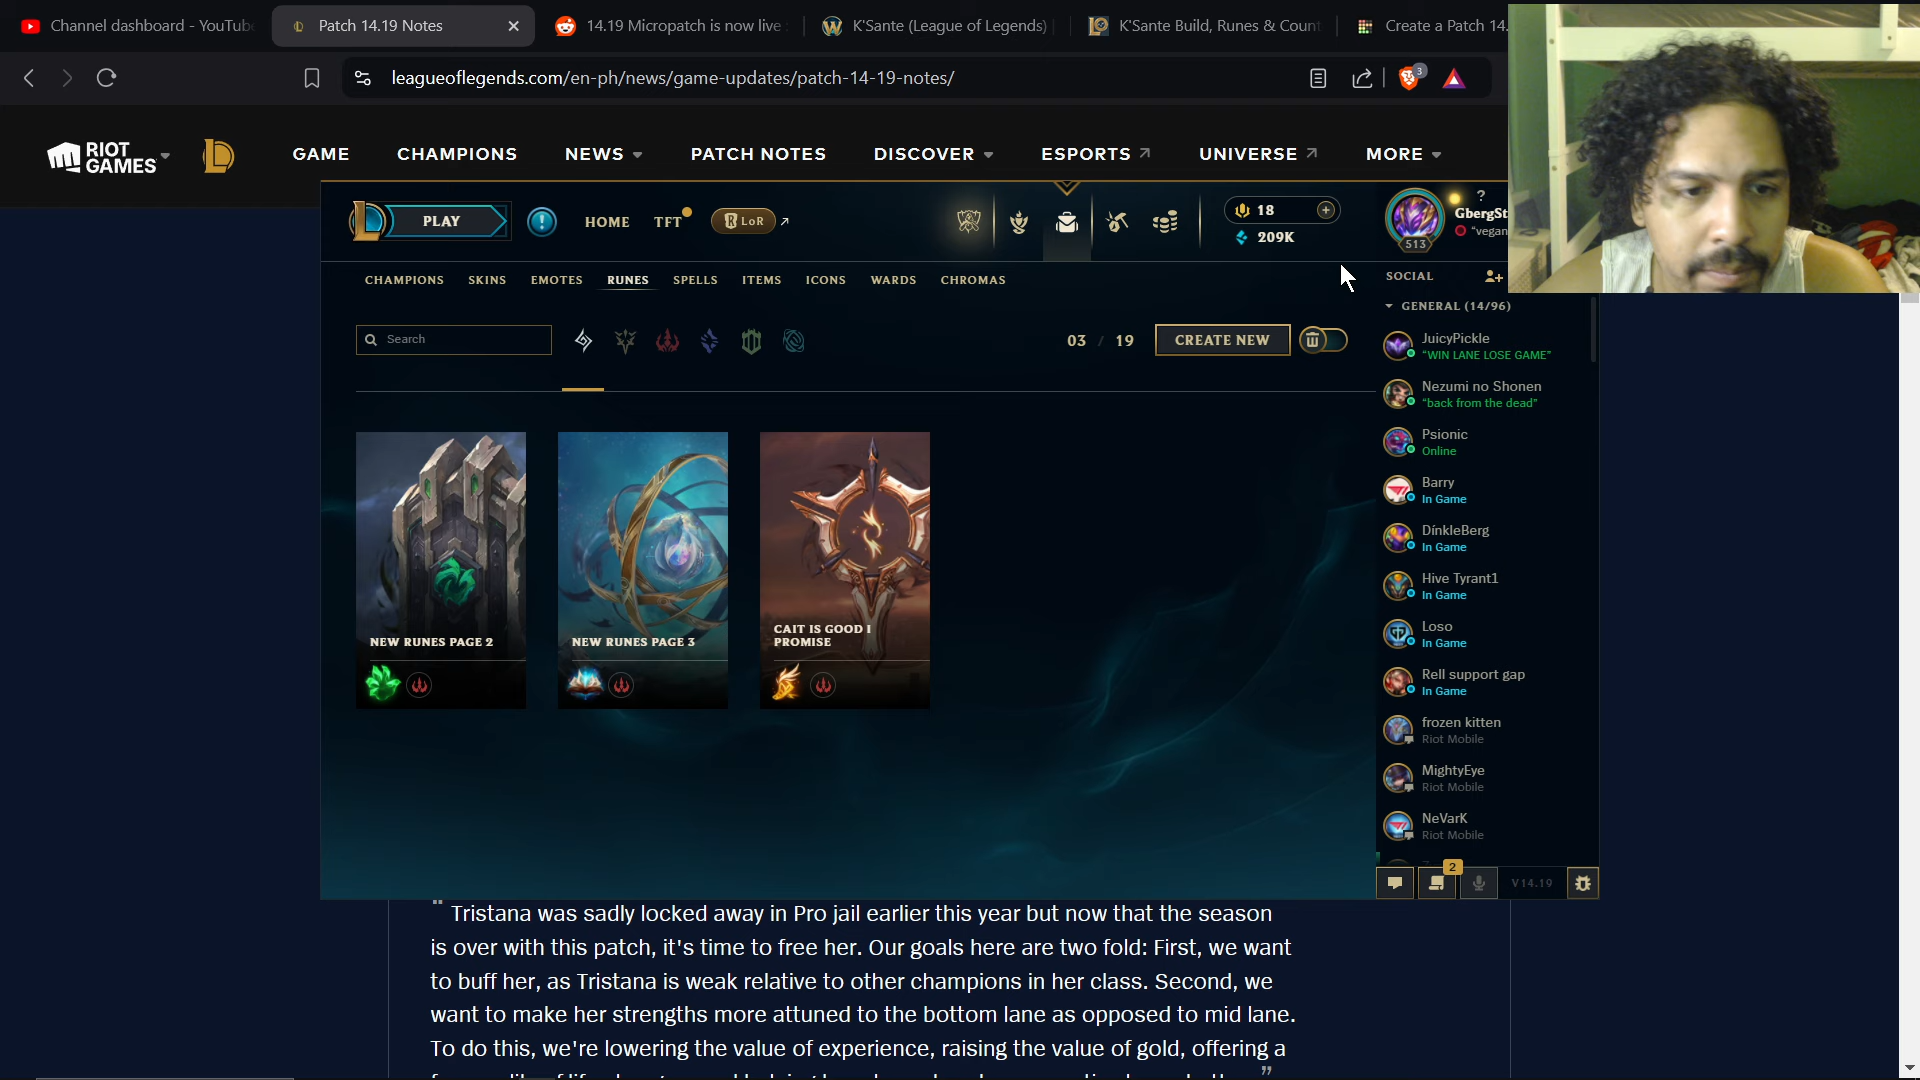 Channel dashboard - YouTube
Patch 14.19 Notes
14.19 Micropatch is now live
K'Sante (League of Legends)
K'Sante Build, Runes & Count
Create a Patch 14.
leagueoflegends.com/en-ph/news/game-updates/patch-14-19-notes/
3
RIOT GAMES
GAME
CHAMPIONS
NEWS
PATCH NOTES
DISCOVER
ESPORTS
UNIVERSE
MORE
PLAY
HOME
TFT
LoR
18
209K
513
?
GbergSt
"vegan
CHAMPIONS
SKINS
EMOTES
RUNES
SPELLS
ITEMS
ICONS
WARDS
CHROMAS
SOCIAL
GENERAL (14/96)
Search
03 / 19
CREATE NEW
JuicyPickle
"WIN LANE LOSE GAME"
Nezumi no Shonen
"back from the dead"
Psionic
Online
Barry
In Game
DínkleBerg
In Game
Hive Tyrant1
In Game
Loso
In Game
Rell support gap
In Game
frozen kitten
Riot Mobile
MightyEye
Riot Mobile
NeVarK
Riot Mobile
NEW RUNES PAGE 2
NEW RUNES PAGE 3
CAIT IS GOOD I
PROMISE
2
V14.19
" Tristana was sadly locked away in Pro jail earlier this year but now that the season
is over with this patch, it's time to free her. Our goals here are two fold: First, we want
to buff her, as Tristana is weak relative to other champions in her class. Second, we
want to make her strengths more attuned to the bottom lane as opposed to mid lane.
To do this, we're lowering the value of experience, raising the value of gold, offering a